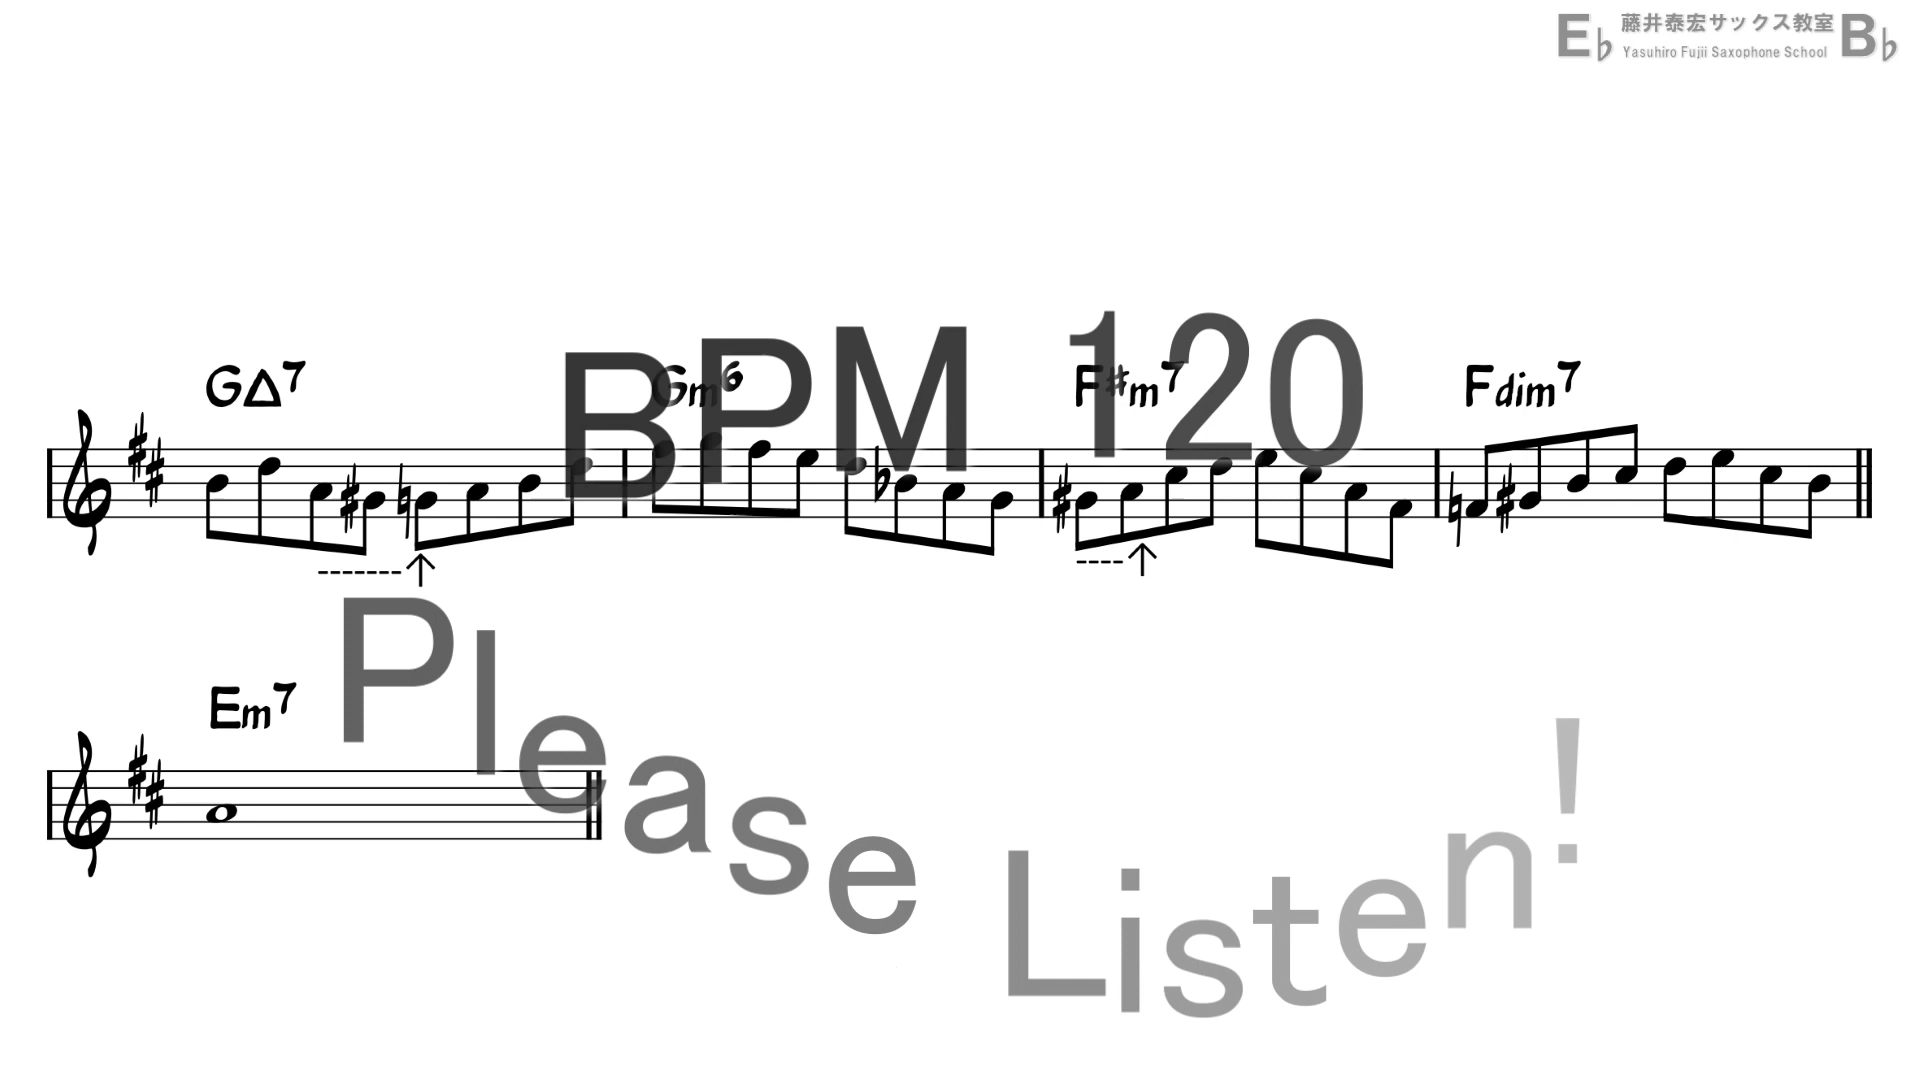 E♭ 藤井泰宏サックス教室 B♭
Yasuhiro Fujii Saxophone School
BPM 120
G△7 Gm6 F#m7 Fdim7
Please Listen!
Em7